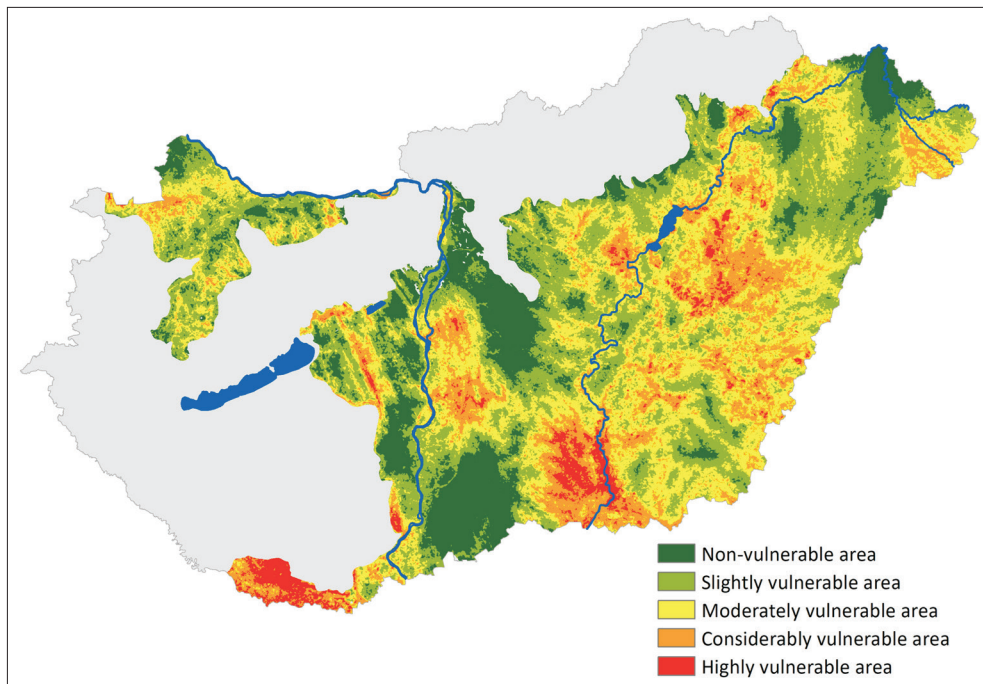 Non-vulnerable area
Slightly vulnerable area
Moderately vulnerable area
Considerably vulnerable area
Highly vulnerable area